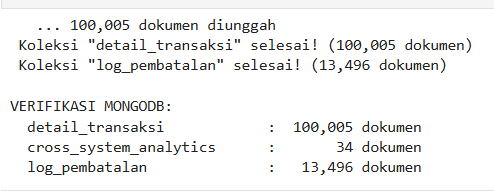 ... 100,005 dokumen diunggah
Koleksi "detail_transaksi" selesai! (100,005 dokumen)
Koleksi "log_pembatalan" selesai! (13,496 dokumen)
VERIFIKASI MONGODB:
detail_transaksi : 100,005 dokumen
cross_system_analytics : 34 dokumen
log_pembatalan : 13,496 dokumen